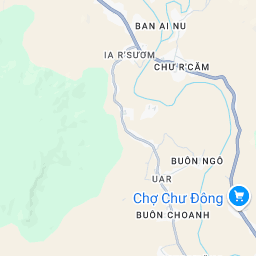 BAN AI NU
IA R'SƯƠM
CHƯ R'CĂM
BUÔN NGÔ
UAR
Chợ Chư Đông
BUÔN CHOANH